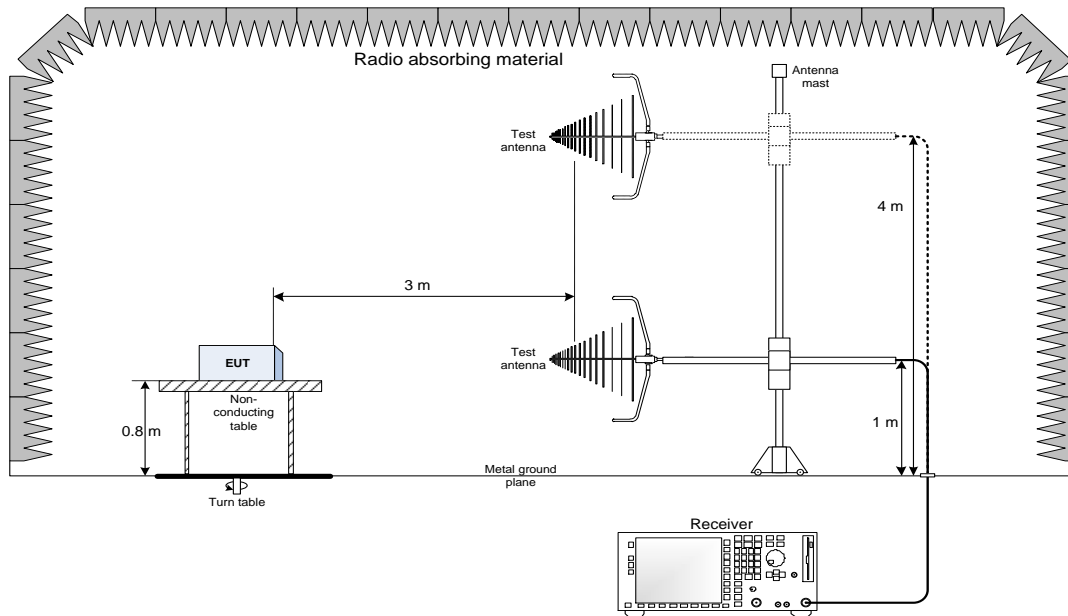 Radio absorbing material
Antenna
mast
Test
antenna
4 m
3 m
Test
antenna
EUT
Non-
conducting
table
0.8 m
1 m
Metal ground
plane
Turn table
Receiver